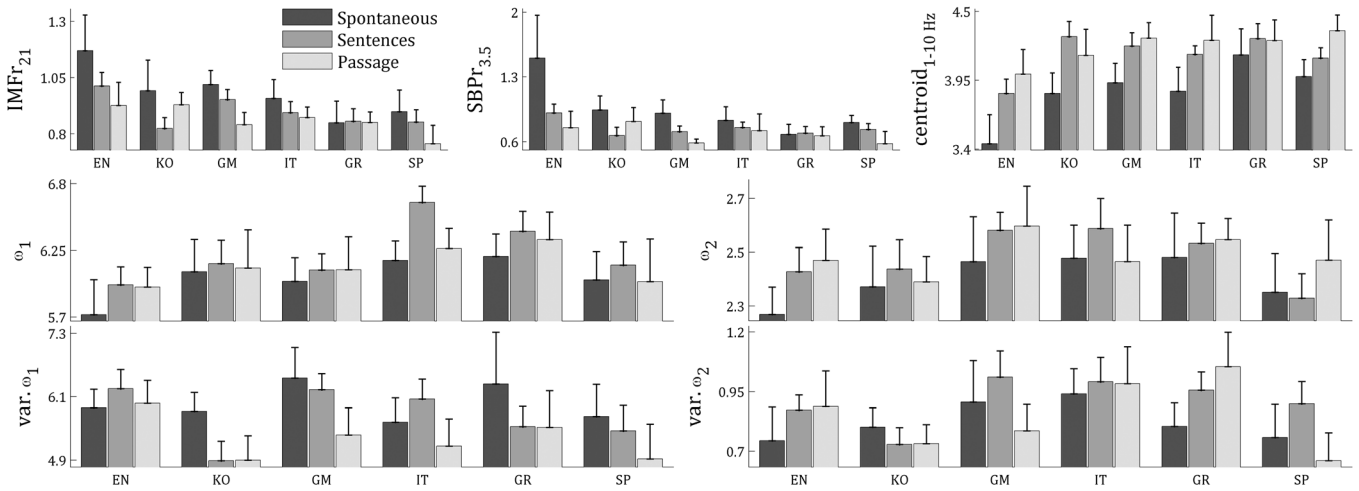 IMFr21
1.3
1.05
0.8
Spontaneous
Sentences
Passage
EN KO GM IT GR SP
SBPr3.5
2
1.3
0.6
EN KO GM IT GR SP
centroid1-10 Hz
4.5
3.95
3.4
EN KO GM IT GR SP
ω1
6.8
6.25
5.7
ω2
2.7
2.5
2.3
var. ω1
7.3
6.1
4.9
EN KO GM IT GR SP
var. ω2
1.2
0.95
0.7
EN KO GM IT GR SP